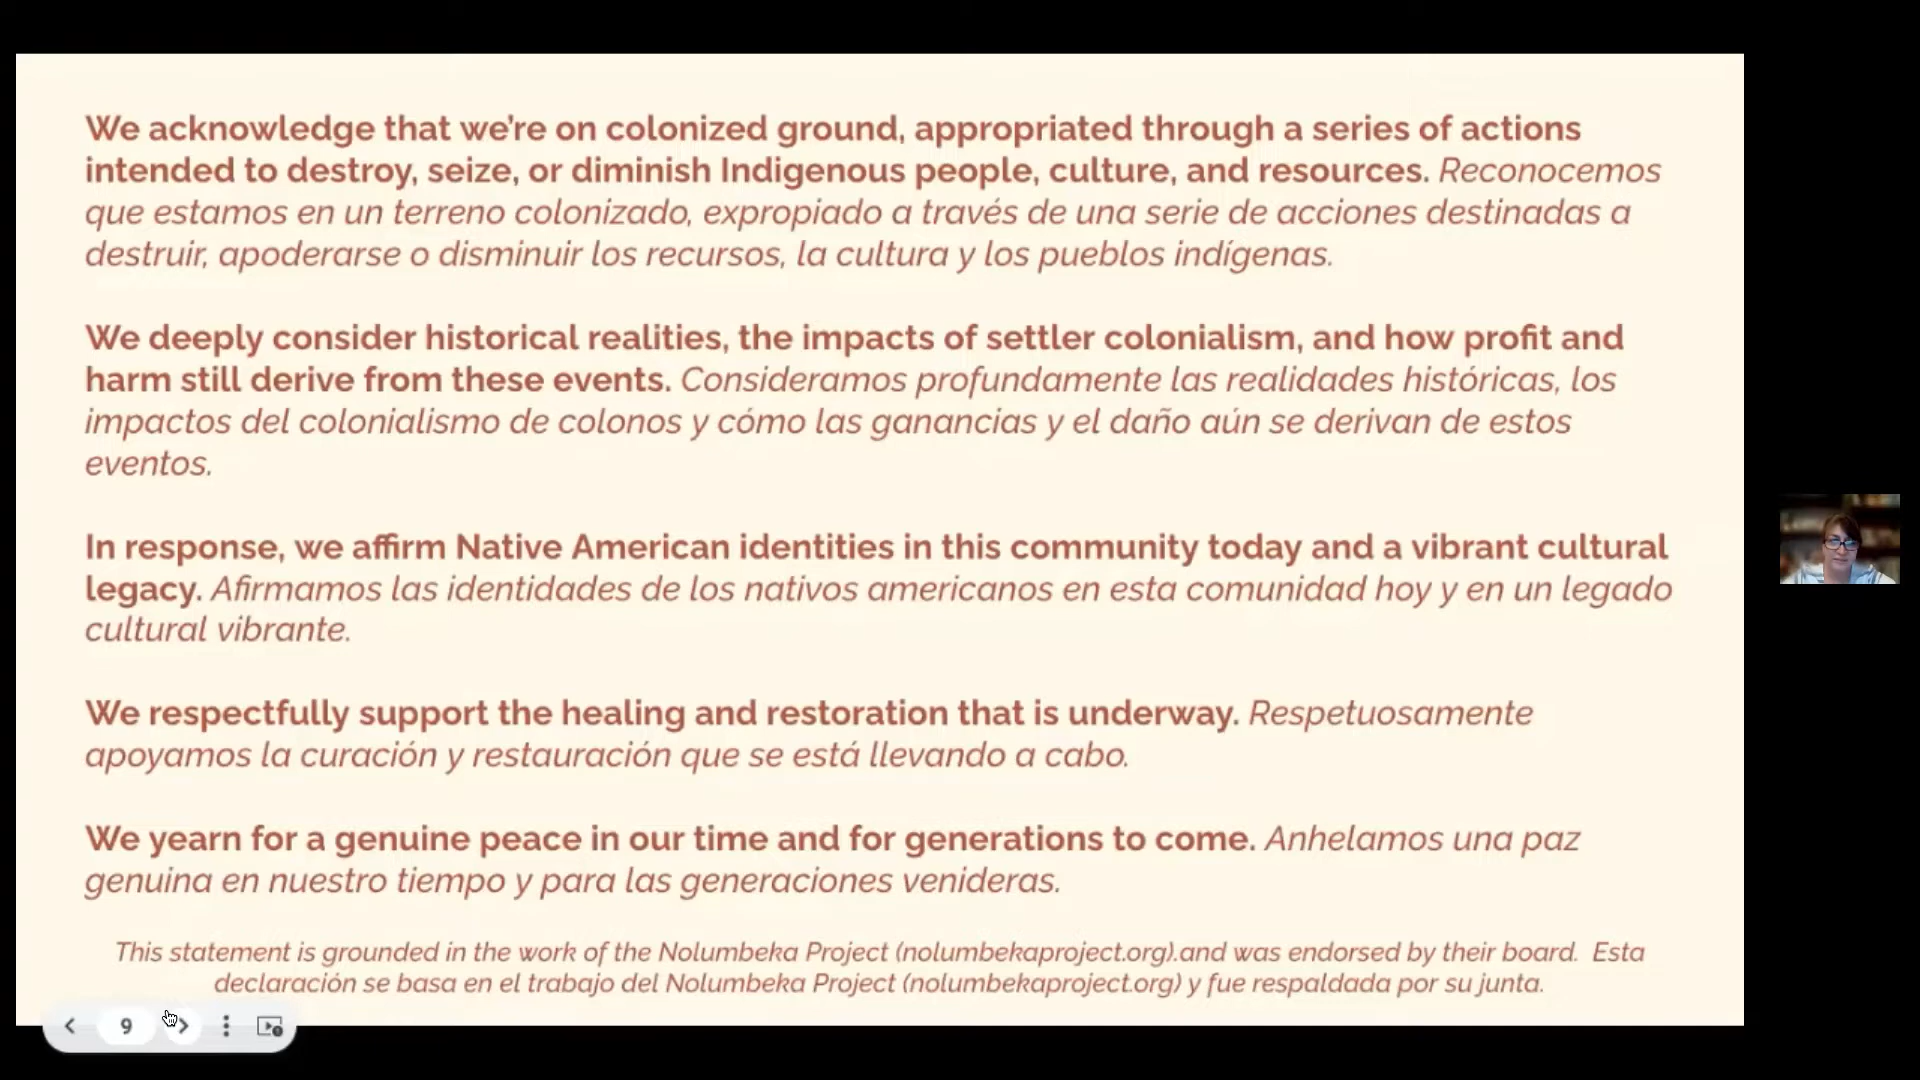 We acknowledge that we're on colonized ground, appropriated through a series of actions
intended to destroy, seize, or diminish Indigenous people, culture, and resources. Reconocemos
que estamos en un terreno colonizado, expropiado a través de una serie de acciones destinadas a
destruir, apoderarse o disminuir los recursos, la cultura y los pueblos indígenas.
We deeply consider historical realities, the impacts of settler colonialism, and how profit and
harm still derive from these events. Consideramos profundamente las realidades históricas, los
impactos del colonialismo de colonos y cómo las ganancias y el daño aún se derivan de estos
eventos.
In response, we affirm Native American identities in this community today and a vibrant cultural
legacy. Afirmamos las identidades de los nativos americanos en esta comunidad hoy y en un legado
cultural vibrante.
We respectfully support the healing and restoration that is underway. Respetuosamente
apoyamos la curación y restauración que se está llevando a cabo.
We yearn for a genuine peace in our time and for generations to come. Anhelamos una paz
genuina en nuestro tiempo y para las generaciones venideras.
This statement is grounded in the work of the Nolumbeka Project (nolumbekaproject.org).and was endorsed by their board. Esta
declaración se basa en el trabajo del Nolumbeka Project (nolumbekaproject.org) y fue respaldada por su junta.
9